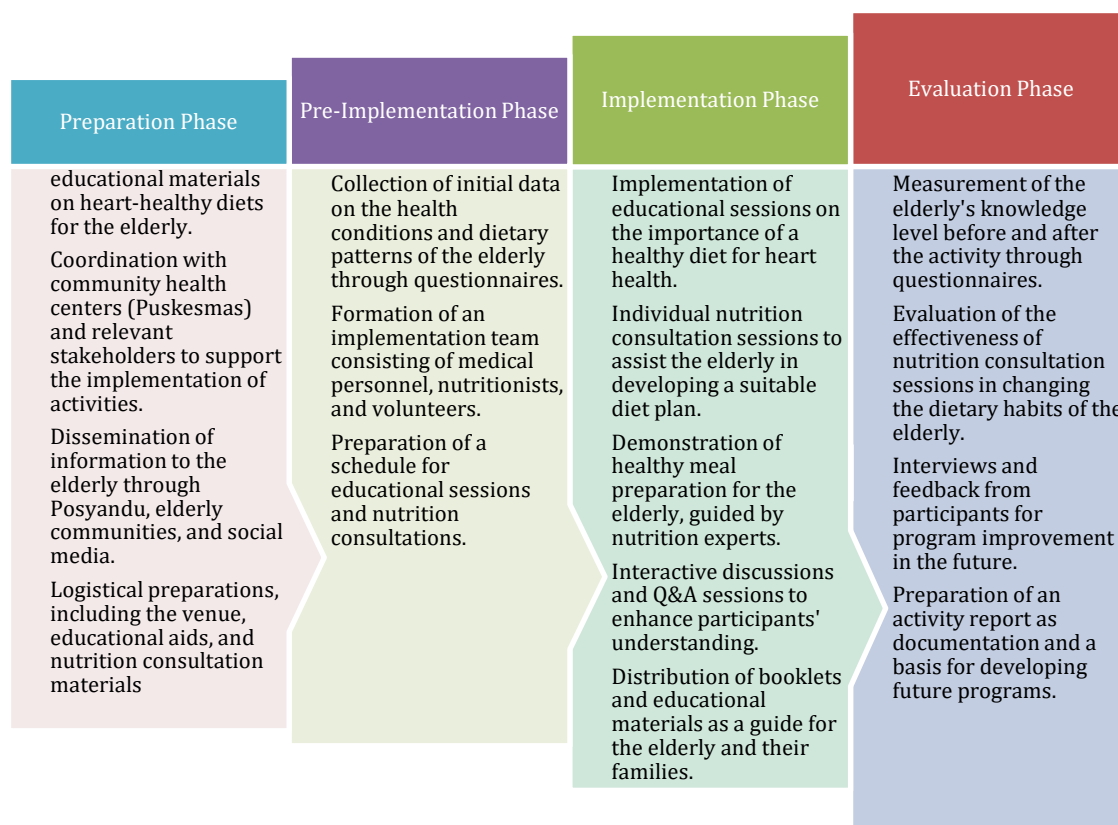 Preparation Phase
educational materials
on heart-healthy diets
for the elderly.
Coordination with
community health
centers (Puskesmas)
and relevant
stakeholders to support
the implementation of
activities.
Dissemination of
information to the
elderly through
Posyandu, elderly
communities, and social
media.
Logistical preparations,
including the venue,
educational aids, and
nutrition consultation
materials
Pre-Implementation Phase
Collection of initial data
on the health
conditions and dietary
patterns of the elderly
through questionnaires.
Formation of an
implementation team
consisting of medical
personnel, nutritionists,
and volunteers.
Preparation of a
schedule for
educational sessions
and nutrition
consultations.
Implementation Phase
Implementation of
educational sessions on
the importance of a
healthy diet for heart
health.
Individual nutrition
consultation sessions to
assist the elderly in
developing a suitable
diet plan.
Demonstration of
healthy meal
preparation for the
elderly, guided by
nutrition experts.
Interactive discussions
and Q&A sessions to
enhance participants'
understanding.
Distribution of booklets
and educational
materials as a guide for
the elderly and their
families.
Evaluation Phase
Measurement of the
elderly's knowledge
level before and after
the activity through
questionnaires.
Evaluation of the
effectiveness of
nutrition consultation
sessions in changing
the dietary habits of the
elderly.
Interviews and
feedback from
participants for
program improvement
in the future.
Preparation of an
activity report as
documentation and a
basis for developing
future programs.